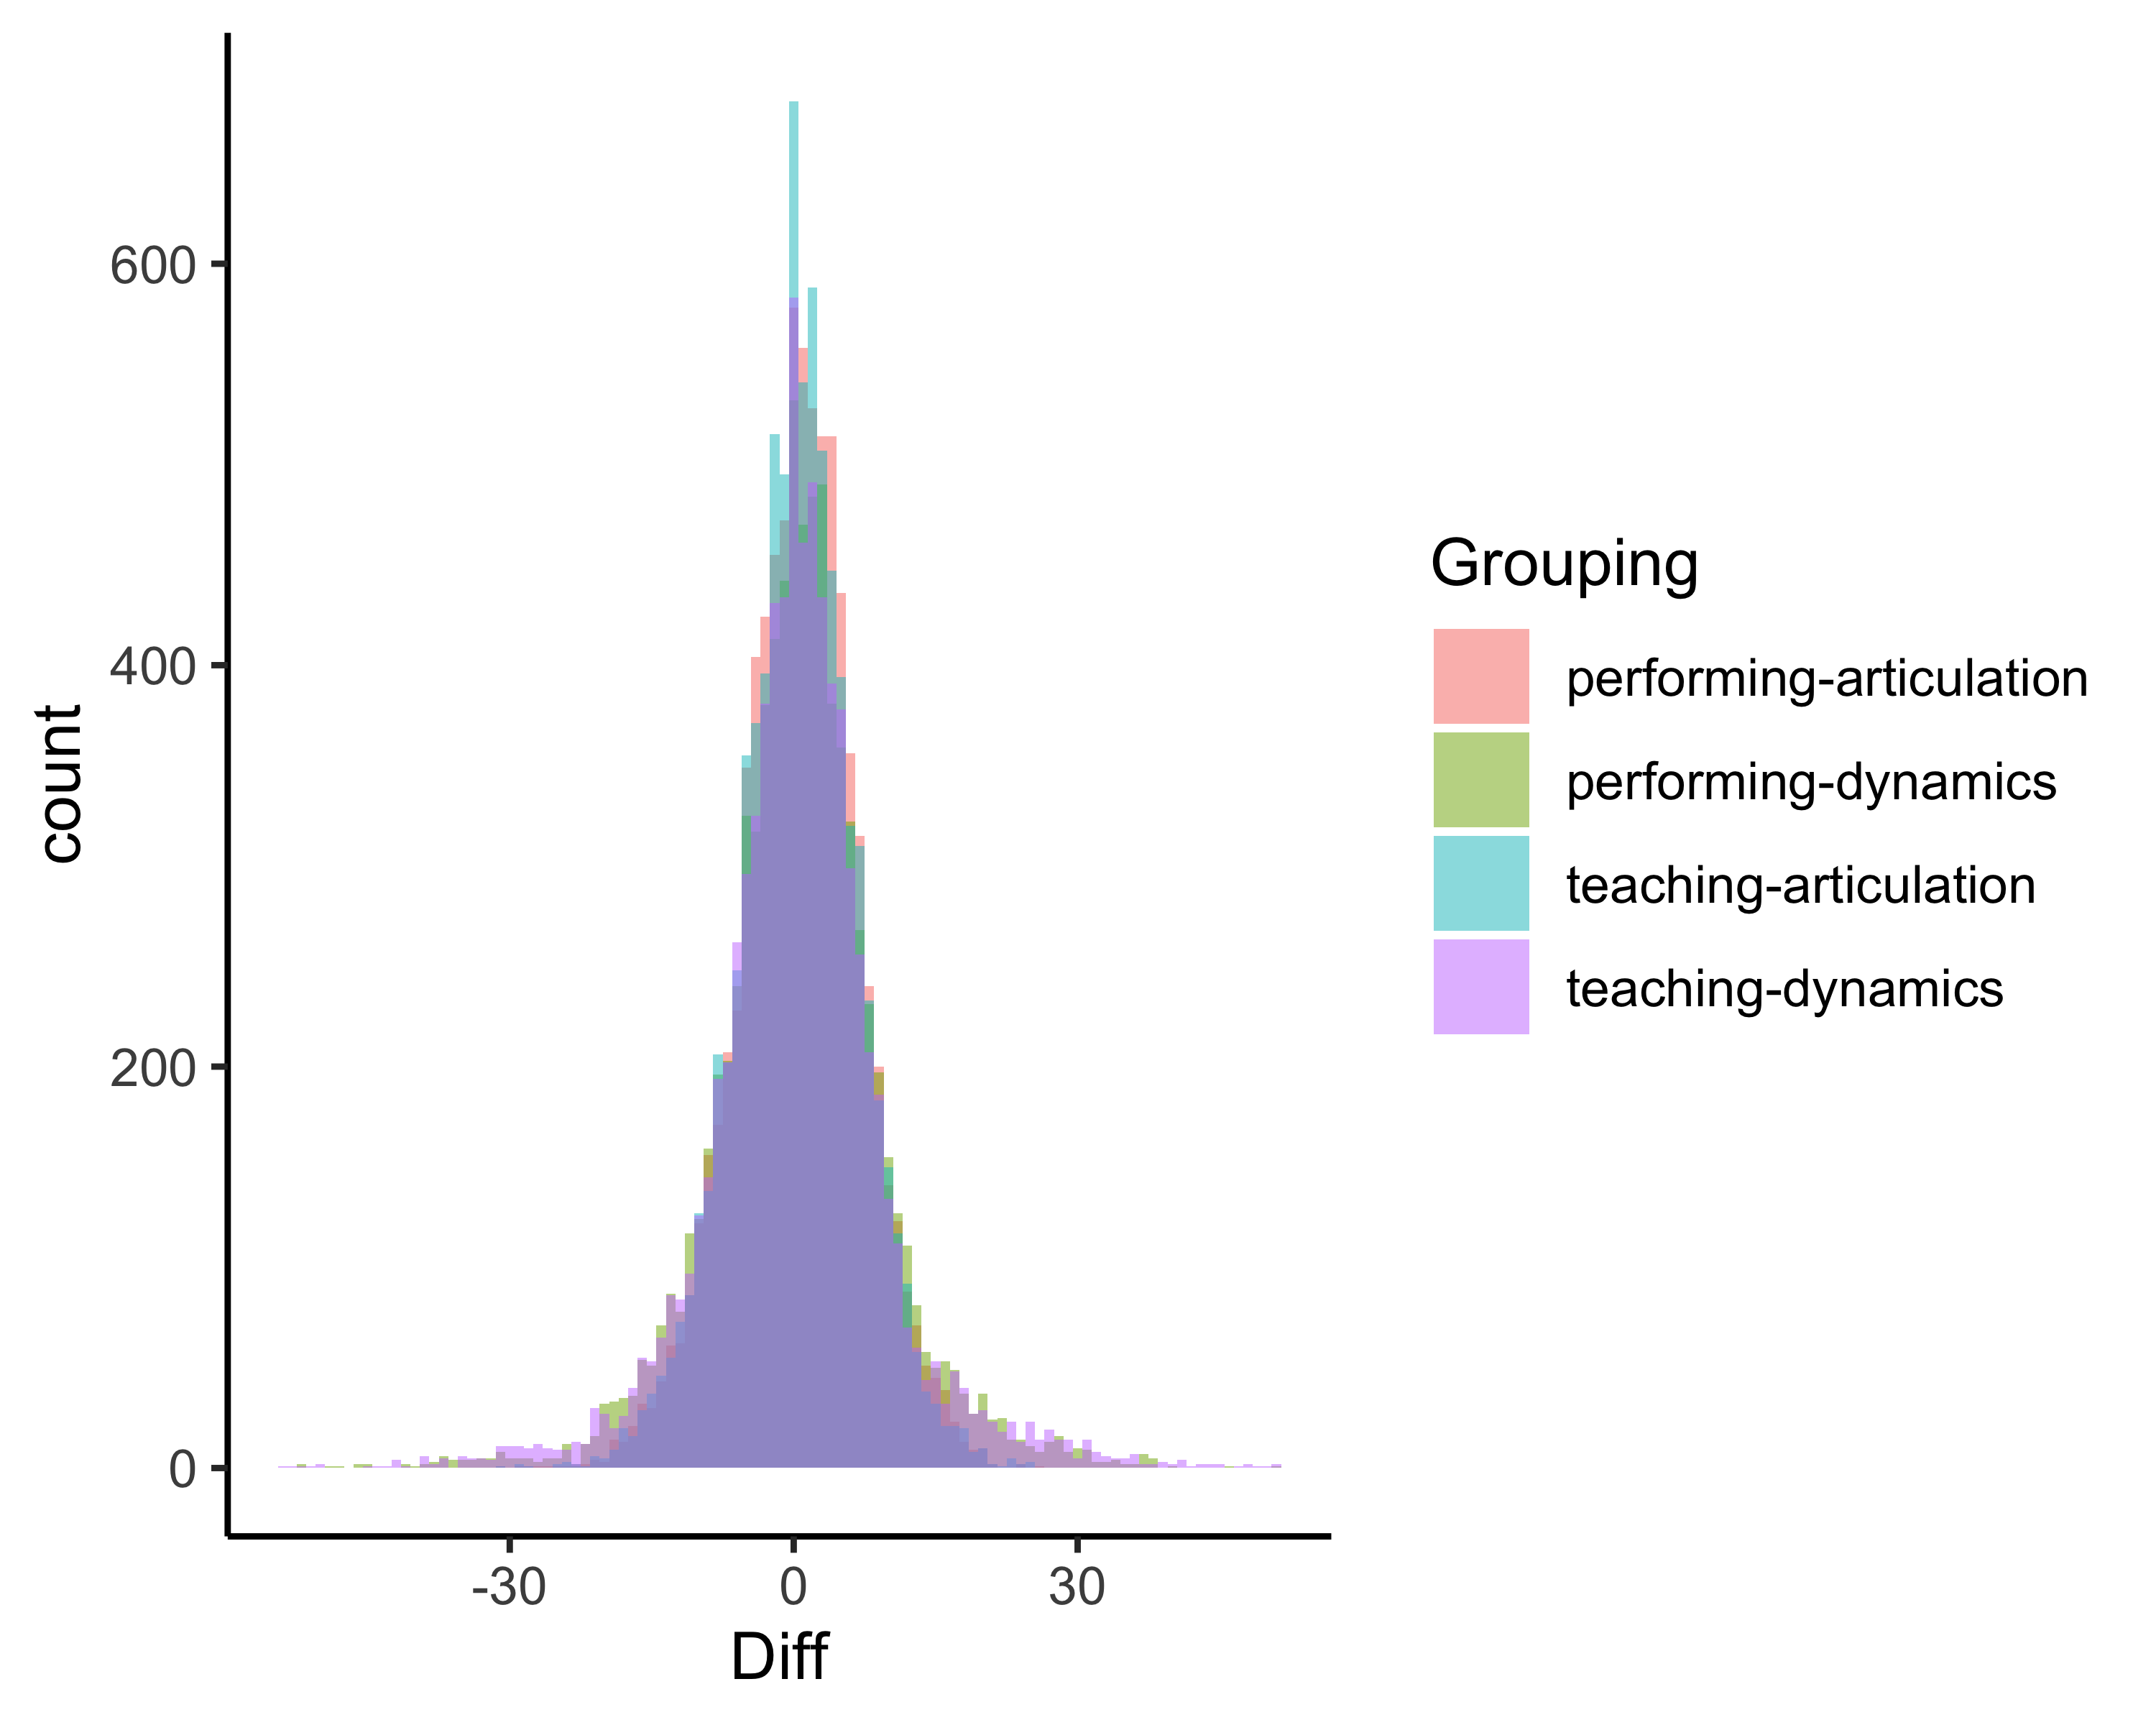 600
400
200
0
count
-30 0 30
Diff
Grouping
performing-articulation
performing-dynamics
teaching-articulation
teaching-dynamics